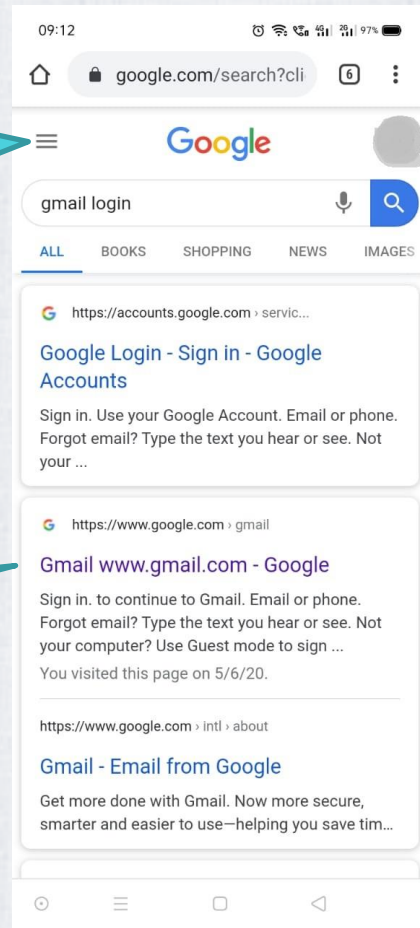 09:12
4G 2G 97%
google.com/search?cli
6
Google
gmail login
ALL BOOKS SHOPPING NEWS IMAGES
https://accounts.google.com › servic...
Google Login - Sign in - Google
Accounts
Sign in. Use your Google Account. Email or phone.
Forgot email? Type the text you hear or see. Not
your ...
https://www.google.com › gmail
Gmail www.gmail.com - Google
Sign in. to continue to Gmail. Email or phone.
Forgot email? Type the text you hear or see. Not
your computer? Use Guest mode to sign ...
You visited this page on 5/6/20.
https://www.google.com › intl › about
Gmail - Email from Google
Get more done with Gmail. Now more secure,
smarter and easier to use—helping you save tim...